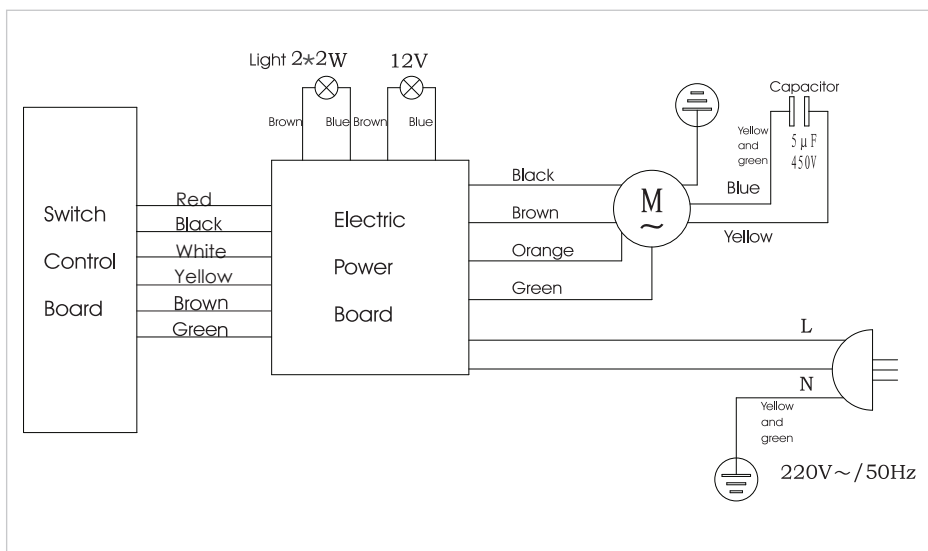 Light 2*2W
12V
Brown
Blue
Brown
Blue
Capacitor
5 μF
450V
Yellow
and
green
Blue
Yellow
Switch
Control
Board
Red
Black
White
Yellow
Brown
Green
Electric
Power
Board
Black
Brown
Orange
Green
M
~
L
N
Yellow
and
green
220V~/50Hz